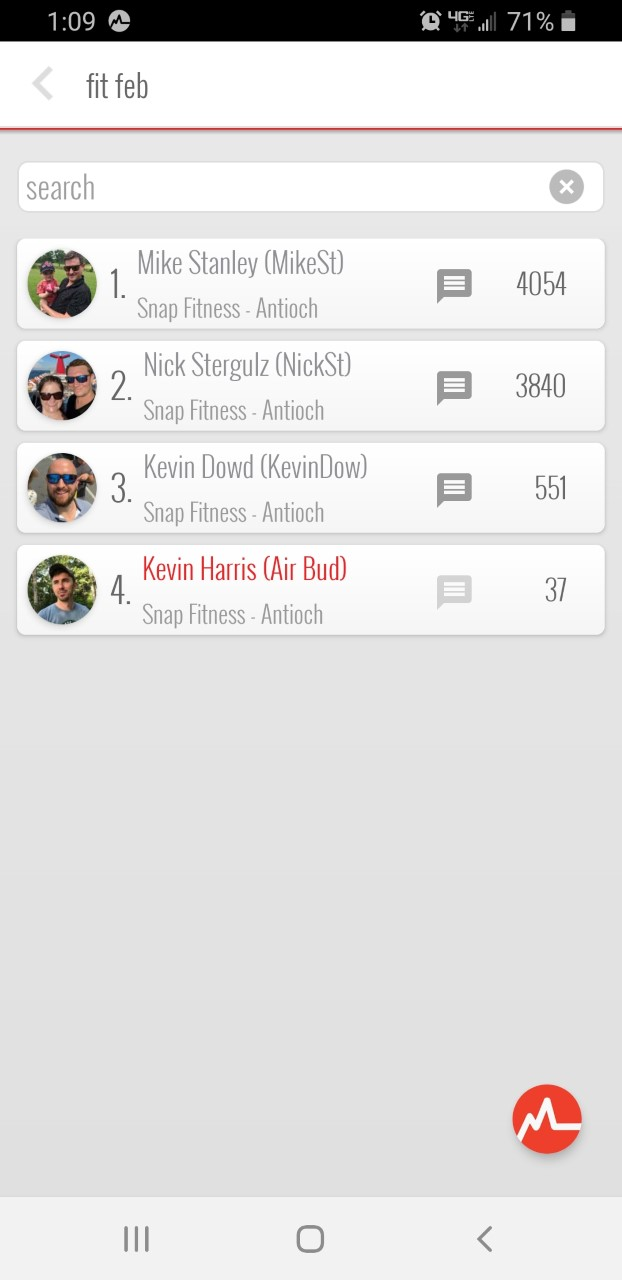 1:09 4G LTE 71%
fit feb
search
1. Mike Stanley (MikeSt) 4054
Snap Fitness - Antioch
2. Nick Stergulz (NickSt) 3840
Snap Fitness - Antioch
3. Kevin Dowd (KevinDow) 551
Snap Fitness - Antioch
4. Kevin Harris (Air Bud) 37
Snap Fitness - Antioch